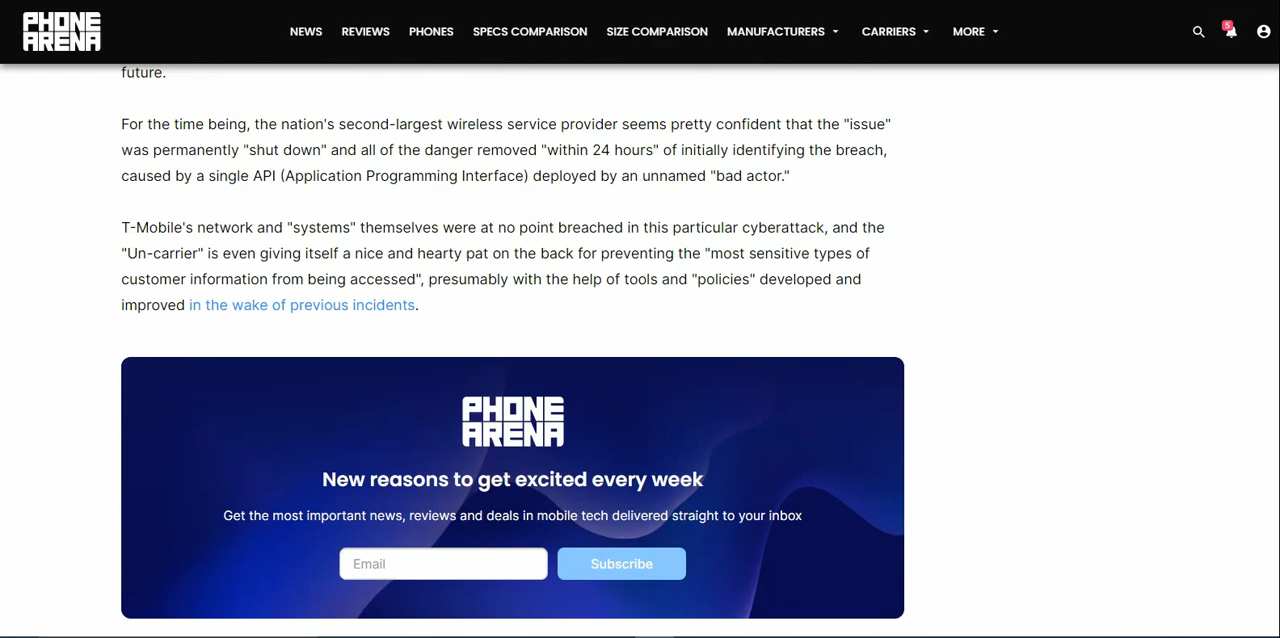 PHONE
ARENA
NEWS REVIEWS PHONES SPECS COMPARISON SIZE COMPARISON MANUFACTURERS CARRIERS MORE 5
future.
For the time being, the nation's second-largest wireless service provider seems pretty confident that the "issue"
was permanently "shut down" and all of the danger removed "within 24 hours" of initially identifying the breach,
caused by a single API (Application Programming Interface) deployed by an unnamed "bad actor."
T-Mobile's network and "systems" themselves were at no point breached in this particular cyberattack, and the
"Un-carrier" is even giving itself a nice and hearty pat on the back for preventing the "most sensitive types of
customer information from being accessed", presumably with the help of tools and "policies" developed and
improved in the wake of previous incidents.
PHONE
ARENA
New reasons to get excited every week
Get the most important news, reviews and deals in mobile tech delivered straight to your inbox
Email Subscribe